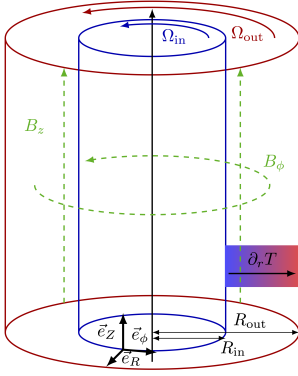 Ω_in
Ω_out
B_z
B_ϕ
∂_r T
R_out
R_in
e⃗_Z
e⃗_ϕ
e⃗_R